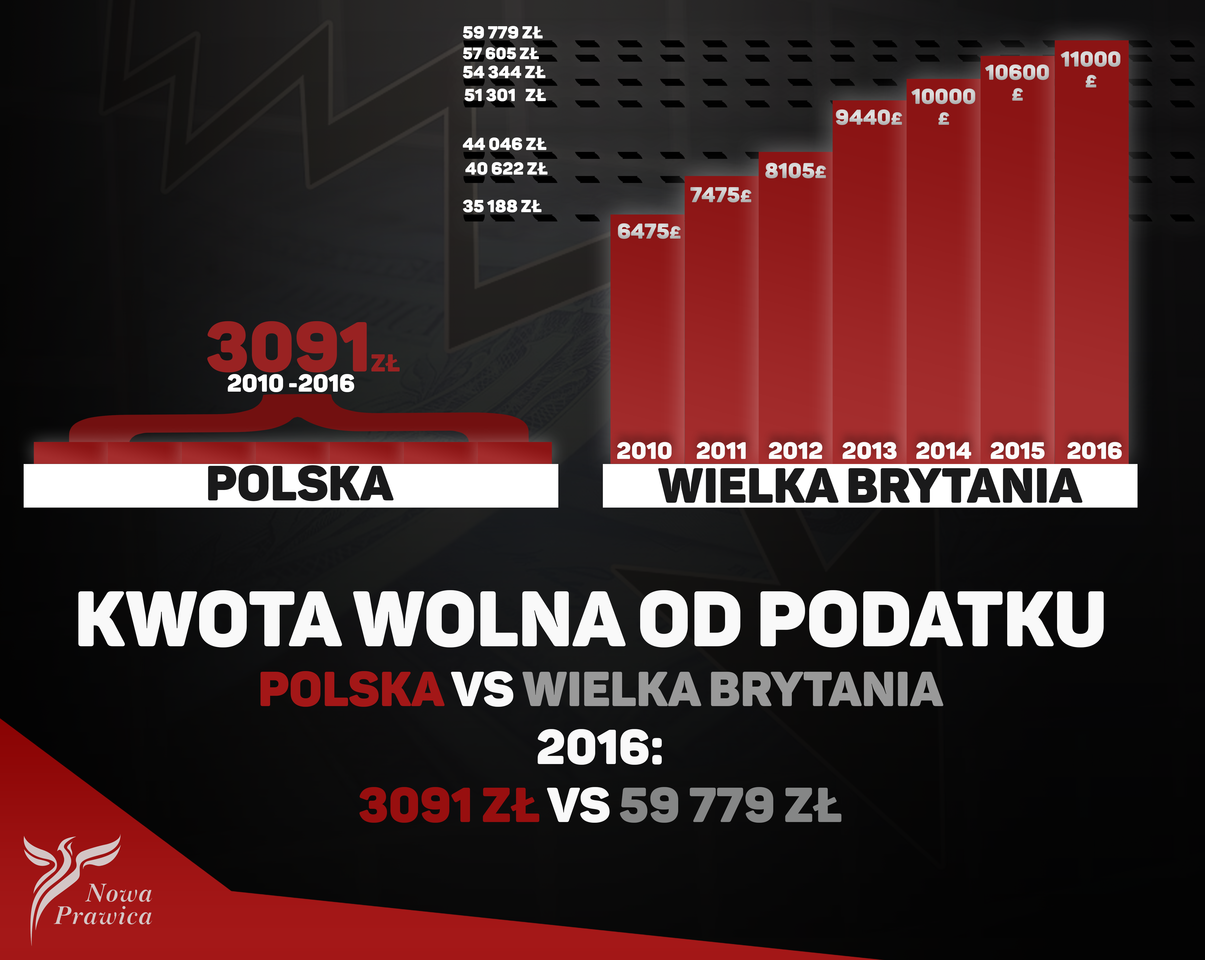 59 779 ZŁ
57 605 ZŁ
54 344 ZŁ
51 301 ZŁ
44 046 ZŁ
40 622 ZŁ
35 188 ZŁ
3091 ZŁ
2010 -2016
POLSKA
6475£
7475£
8105£
9440£
10000
£
10600
£
11000
£
2010 2011 2012 2013 2014 2015 2016
WIELKA BRYTANIA
KWOTA WOLNA OD PODATKU
POLSKA VS WIELKA BRYTANIA
2016:
3091 ZŁ VS 59 779 ZŁ
Nowa
Prawica